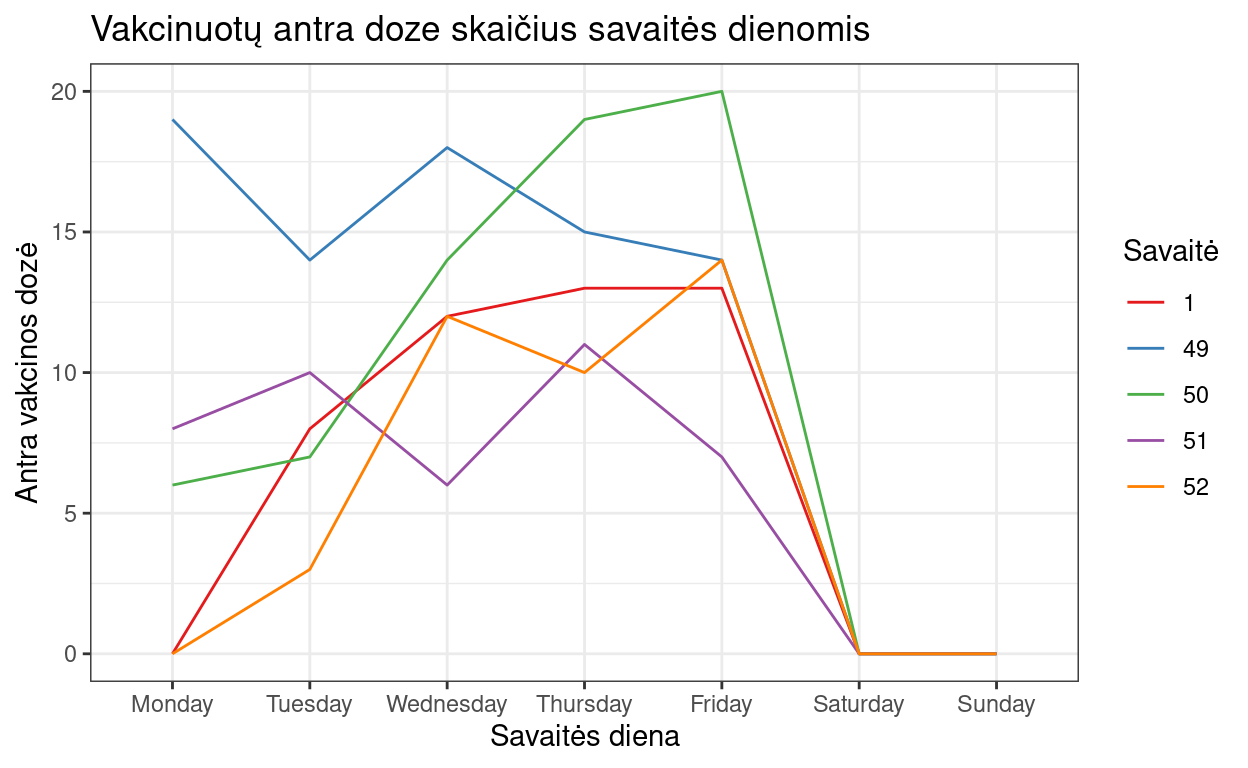 Vakcinuotų antra doze skaičius savaitės dienomis
Antra vakcinos dozė
20
15
10
5
0
Monday Tuesday Wednesday Thursday Friday Saturday Sunday
Savaitės diena
Savaitė
1
49
50
51
52